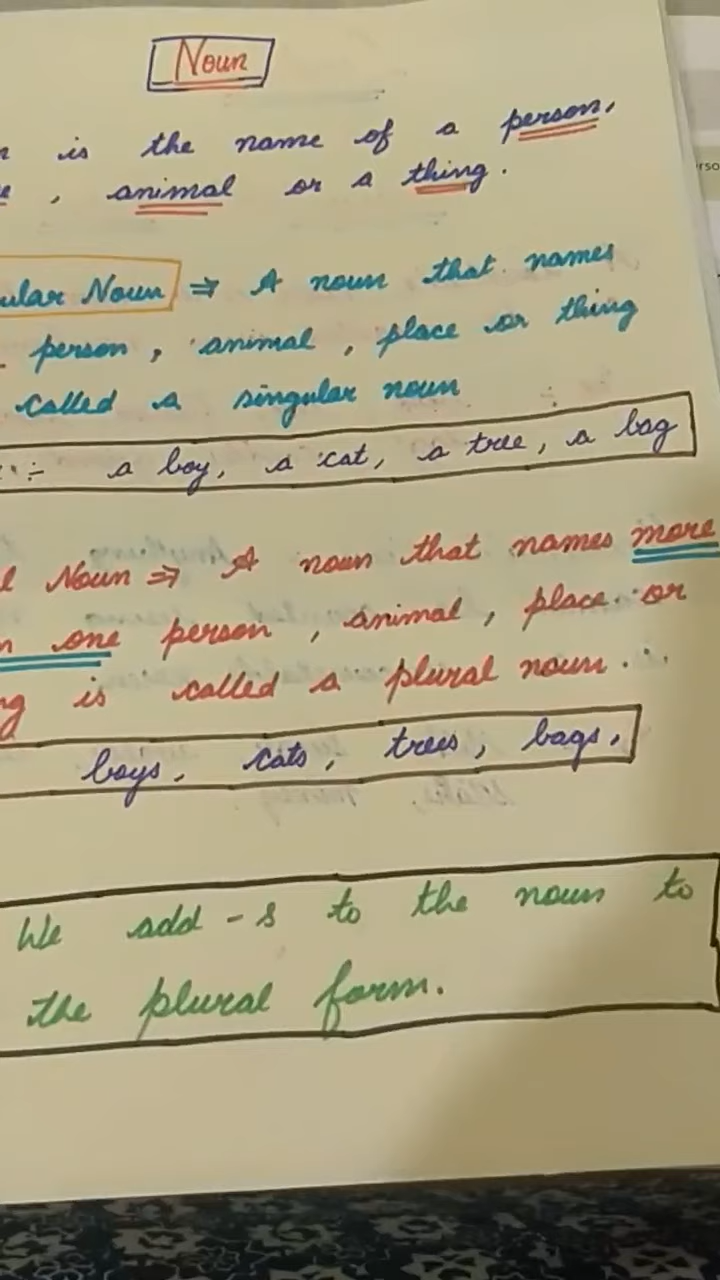 Noun
n is the name of a person,
e, animal or a thing.
ular Noun ⇒ A noun that names
person, animal, place or thing
called a singular noun
:- a boy, a cat, a tree, a bag
l Noun ⇒ A noun that names more
n one person, animal, place or
ng is called a plural noun.
boys, cats, trees, bags,
We add -s to the noun to
the plural form.